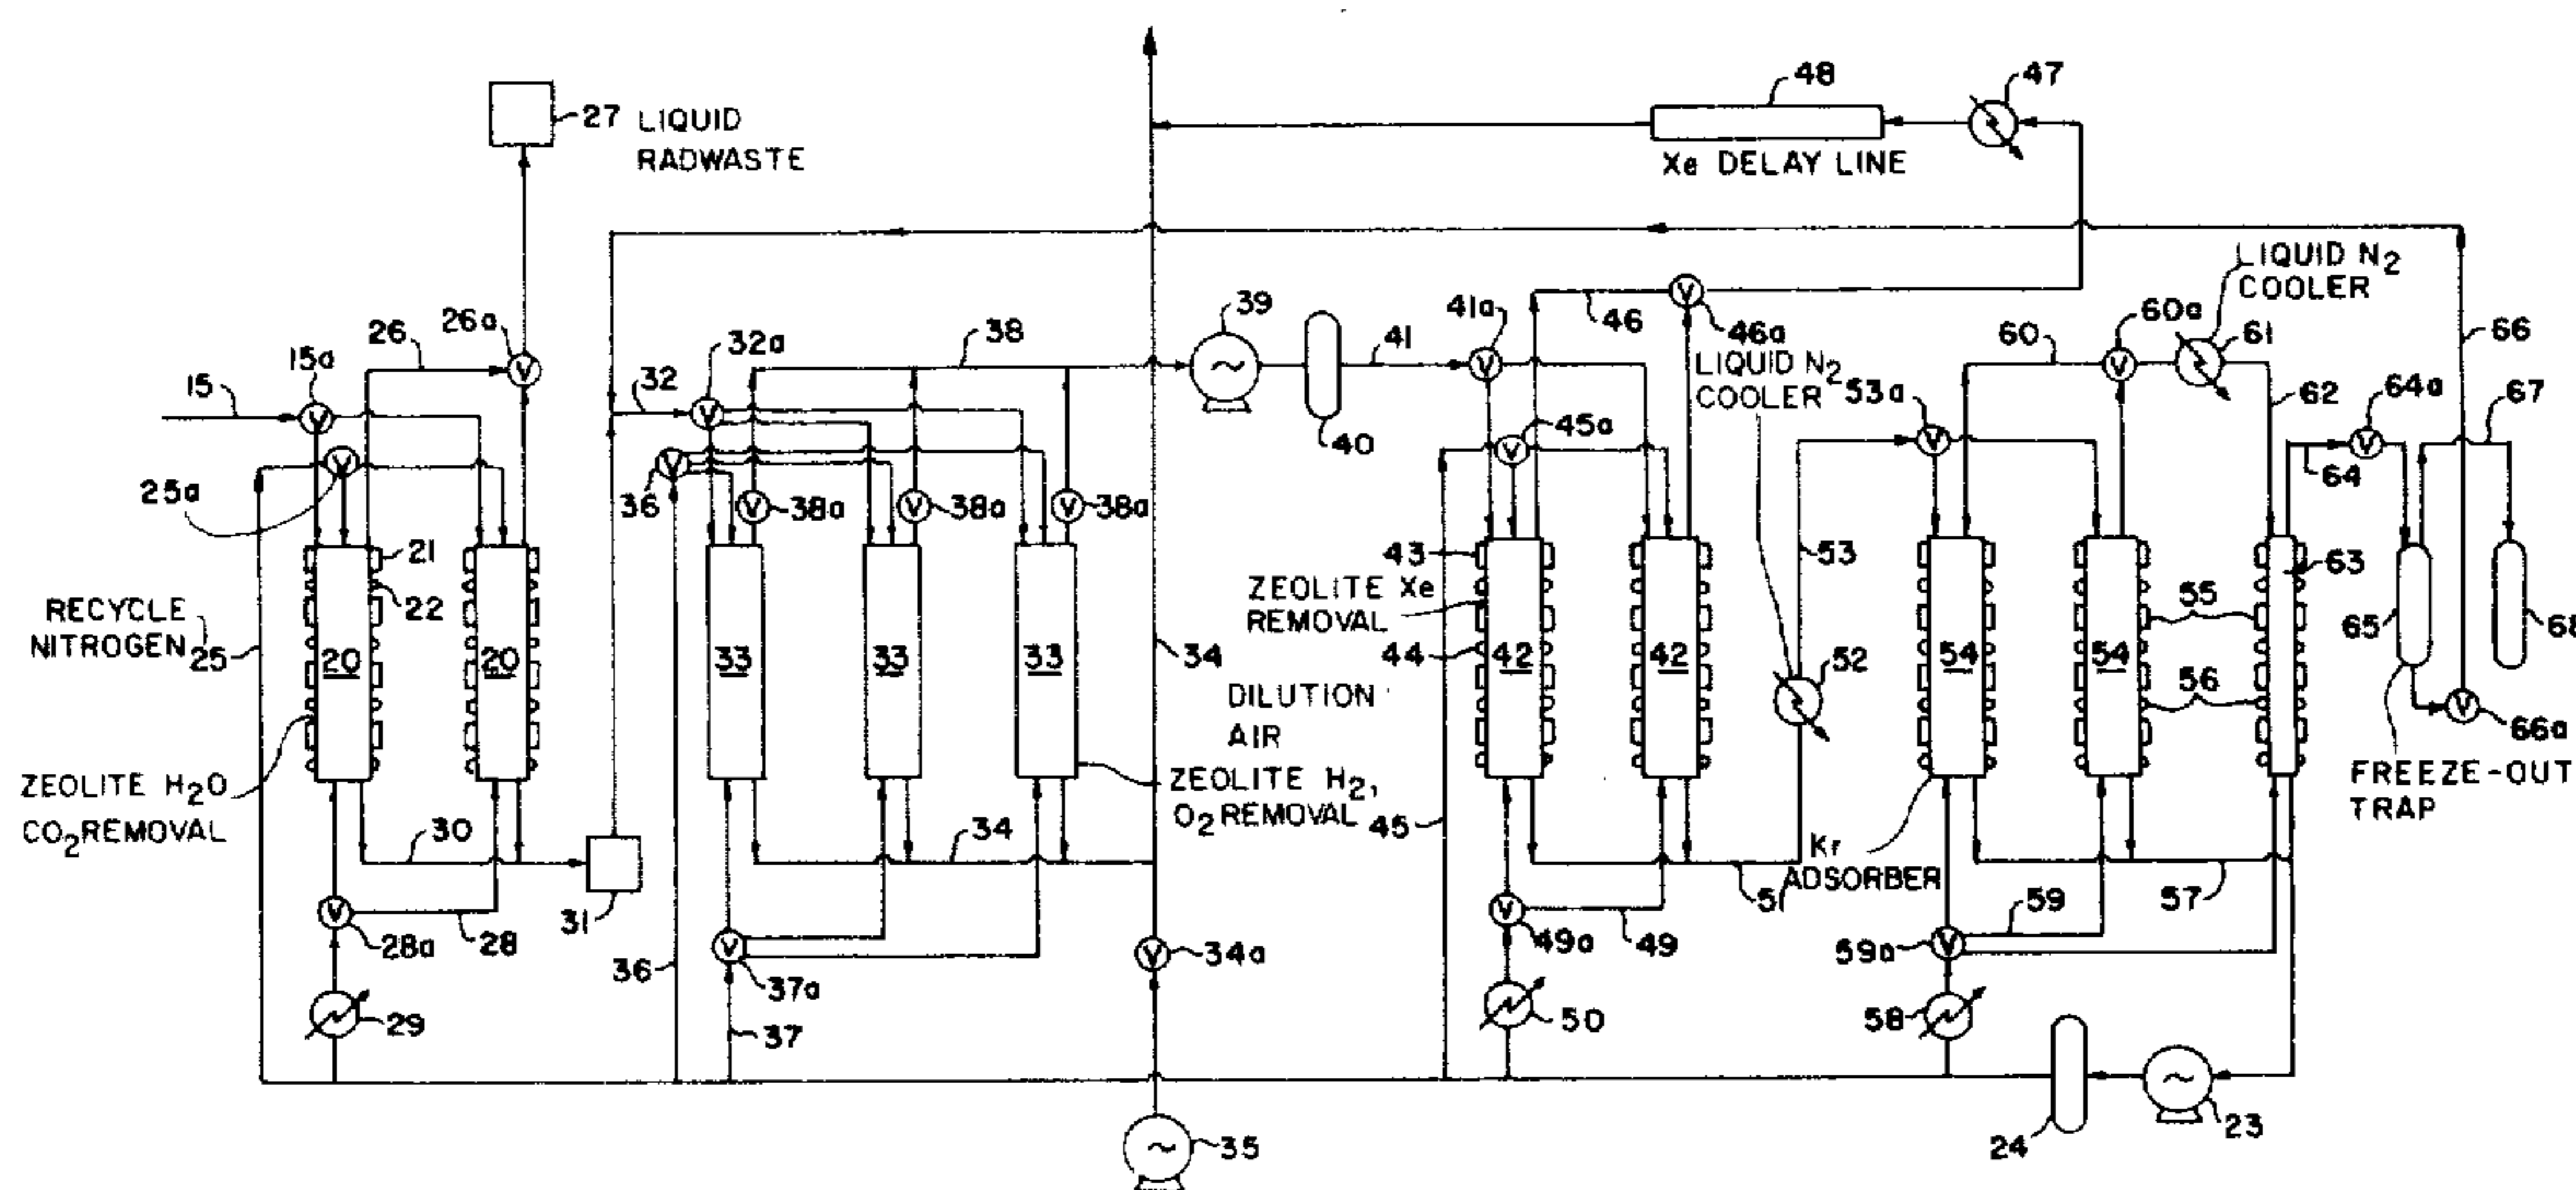 48
47
27 LIQUID
RADWASTE
Xe DELAY LINE
LIQUID N2
COOLER
26a
V
26
15a
15
V
V
25a
32a
32
V
38
39
~
41
41a
V
40
46
V
46a
LIQUID N2
COOLER
45a
V
53a
V
60
60a
V
61
66
62
64a
V
64
67
36
V
V 38a
V 38a
V 38a
21
22
RECYCLE
NITROGEN
25
20
20
33
33
33
34
43
ZEOLITE Xe
REMOVAL
44
42
42
53
52
54
54
55
56
63
65
68
V
66a
FREEZE-OUT
TRAP
DILUTION
AIR
ZEOLITE H2O
CO2 REMOVAL
ZEOLITE H2,
O2 REMOVAL
45
30
31
34
51
Kr
ADSORBER
57
V
28a
28
V
37a
36
V 34a
V
49a
49
59
59a
V
29
37
50
58
~
35
24
~
23